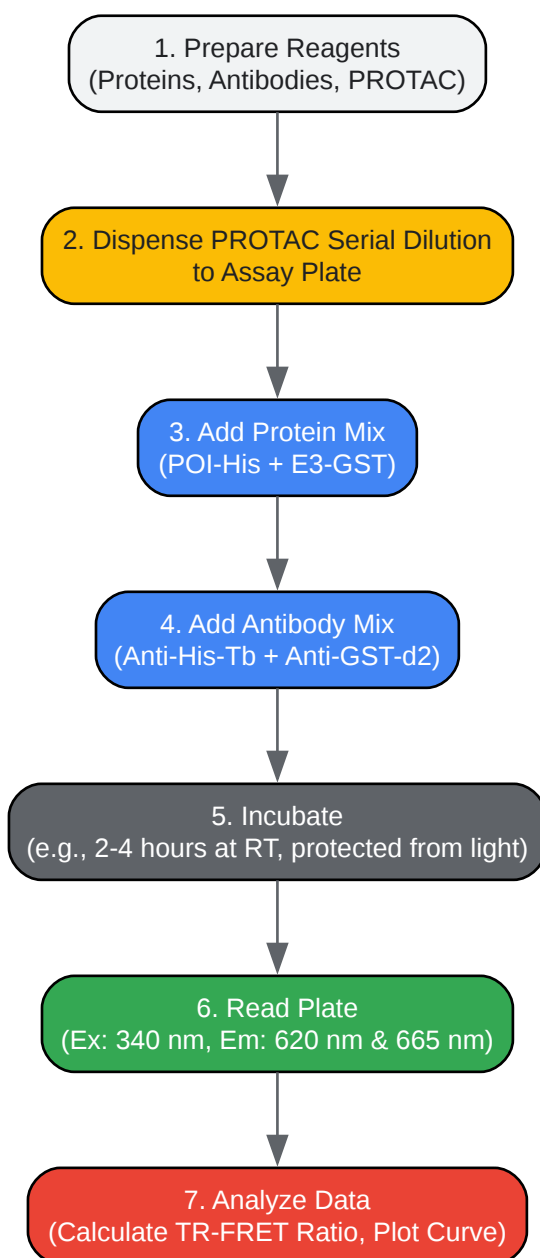 1. Prepare Reagents
(Proteins, Antibodies, PROTAC)
2. Dispense PROTAC Serial Dilution
to Assay Plate
3. Add Protein Mix
(POI-His + E3-GST)
4. Add Antibody Mix
(Anti-His-Tb + Anti-GST-d2)
5. Incubate
(e.g., 2-4 hours at RT, protected from light)
6. Read Plate
(Ex: 340 nm, Em: 620 nm & 665 nm)
7. Analyze Data
(Calculate TR-FRET Ratio, Plot Curve)